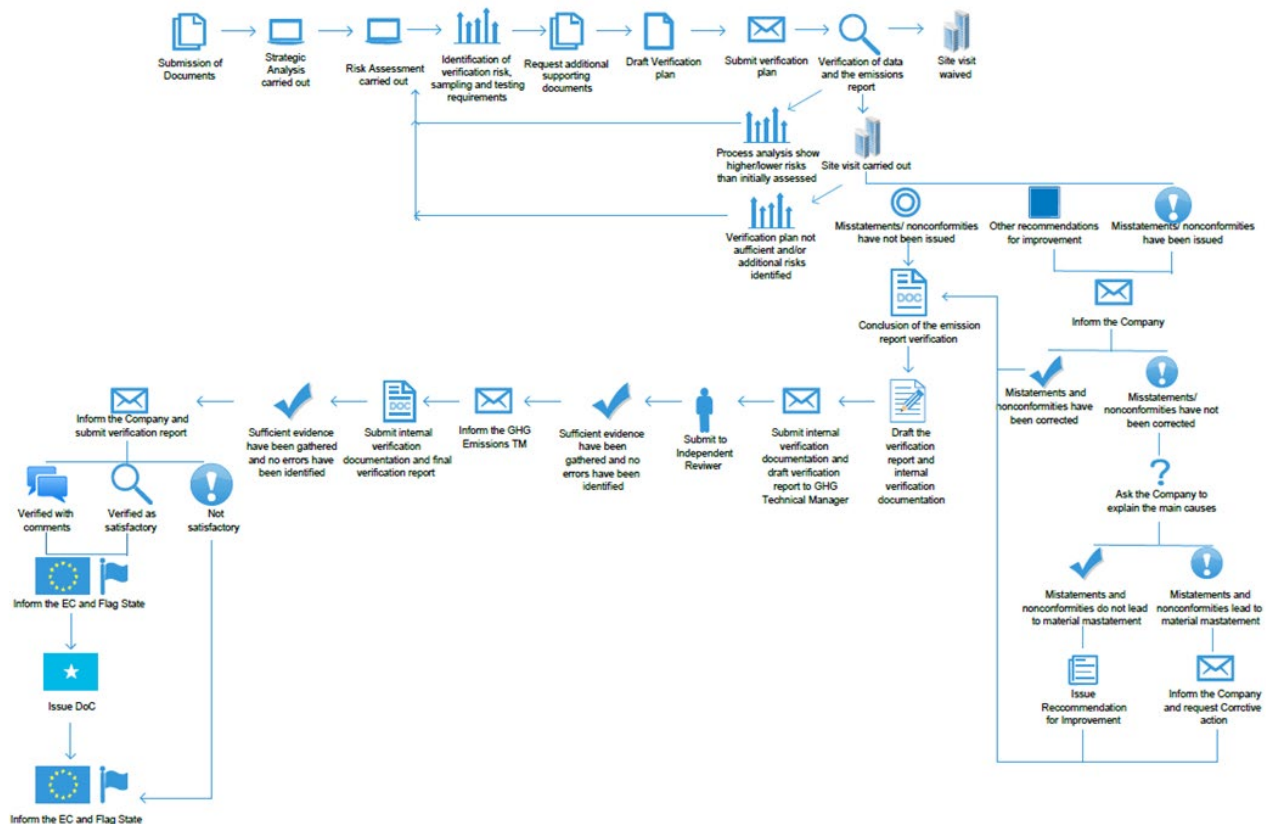 Submission of
Documents
Strategic
Analysis
carried out
Risk Assessment
carried out
Identification of
verification risk,
sampling and testing
requirements
Request additional
supporting
documents
Draft Verification
plan
Submit verification
plan
Verification of data
and the emissions
report
Site visit
waived
Process analysis show
higher/lower risks
than initially assessed
Site visit carried out
Verification plan not
aufficient and/or
additional risks
identified
Misstatements/ nonconformities
have not been issued
Other recommendations
for improvement
Misstatements/ nonconformities
have been issued
DOC
Conclusion of the emission
report verification
Inform the Company
Mistatements and
nonconformities have
been corrected
Misstatements/
nonconformities have not
been corrected
Inform the Company and
submit verification report
Sufficient evidence
have been gathered
and no errors have
been identified
DOC
Submit internal
verification
documentation and final
verification report
Inform the GHG
Emissions TM
Sufficient evidence
have been
gathered and no
errors have been
identified
Submit to
Independent
Reviwer
Submit internal
verification
documentation and
draft verification
report to GHG
Technical Manager
Draft the
verification
report and
internal
verification
documentation
?
Ask the Company to
explain the main causes
Verified with
comments
Verified as
satisfactory
Not
satisfactory
Inform the EC and Flag State
Mistatements and
nonconformities do not lead
to material mastatement
Mistatements and
nonconformities lead to
material mastatement
Issue DoC
Issue
Reccommendation
for Improvement
Inform the Company
and request Corrctive
action
Inform the EC and Flag State